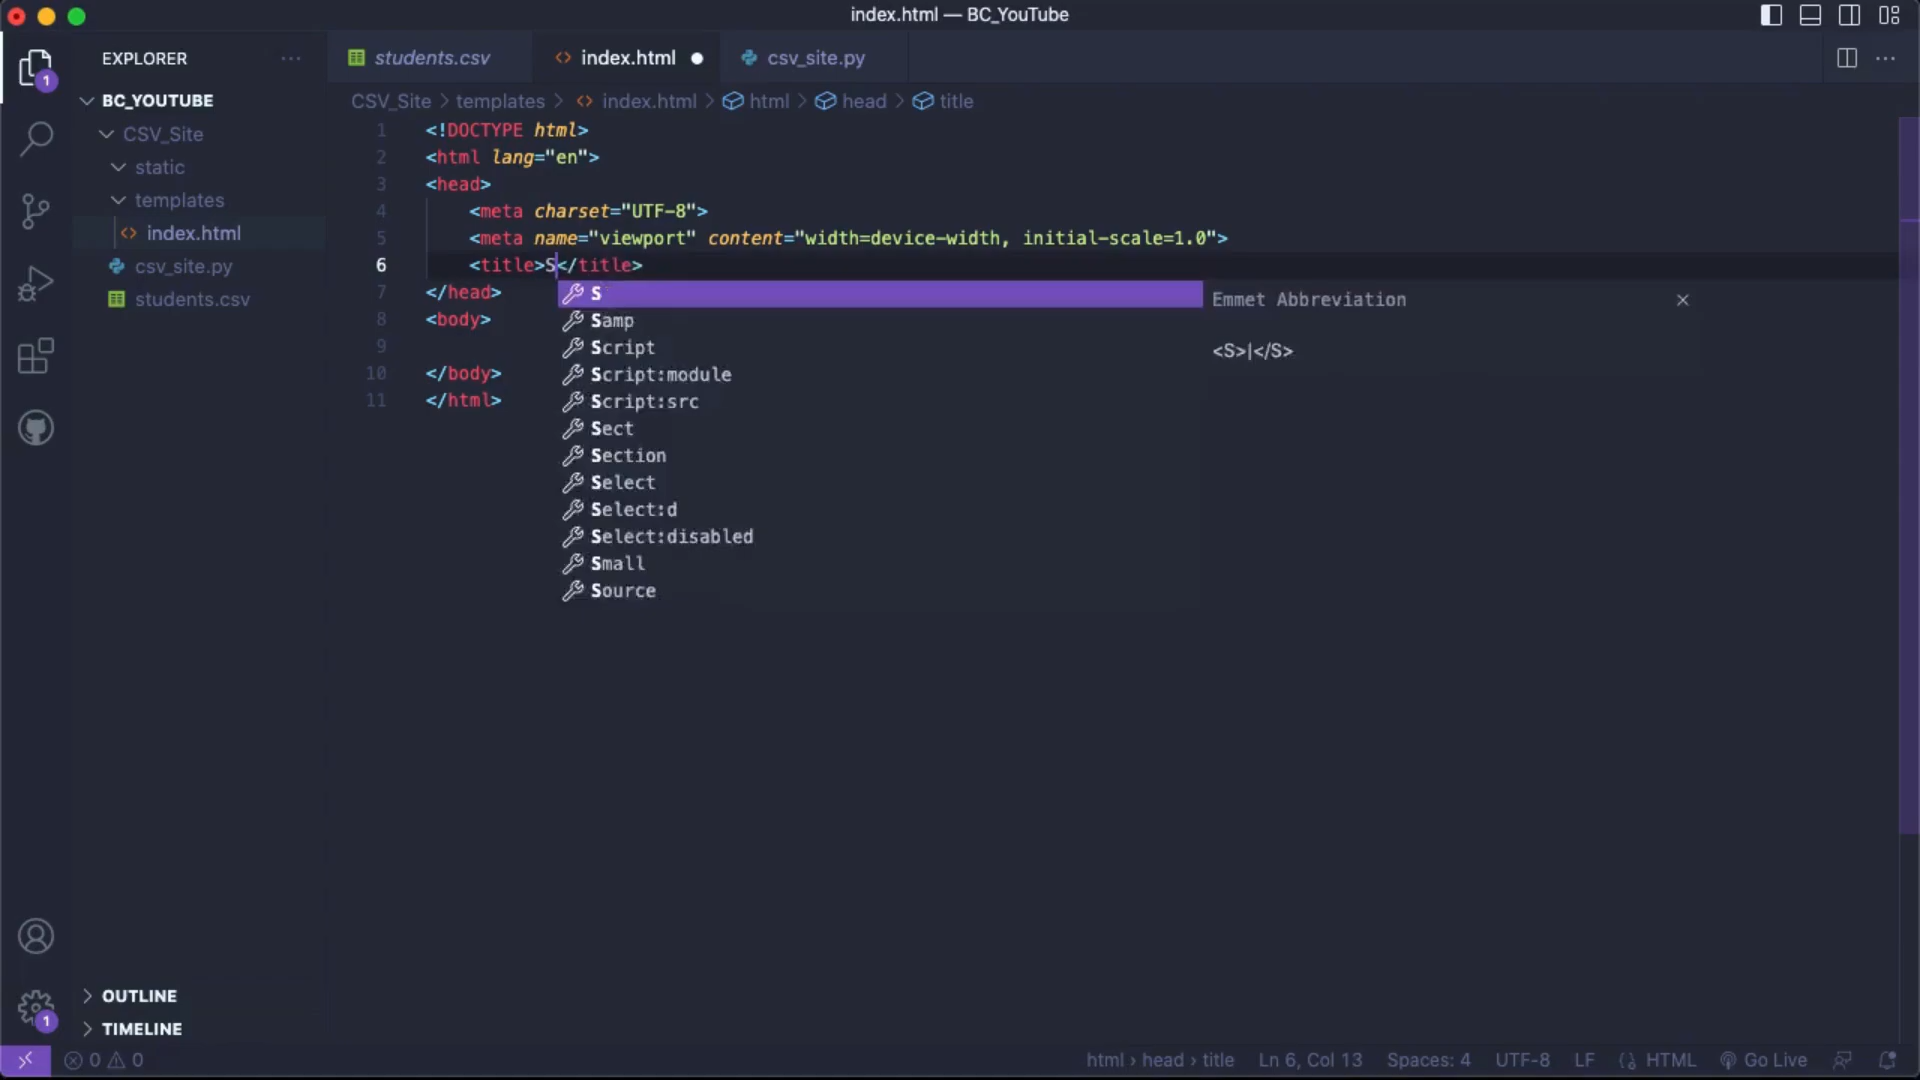 index.html — BC_YouTube
EXPLORER
students.csv
index.html
csv_site.py
BC_YOUTUBE
CSV_Site
static
templates
index.html
csv_site.py
students.csv
CSV_Site > templates > index.html > html > head > title
1 <!DOCTYPE html>
2 <html lang="en">
3 <head>
4 <meta charset="UTF-8">
5 <meta name="viewport" content="width=device-width, initial-scale=1.0">
6 <title>S</title>
7 </head>
8 <body>
9
10 </body>
11 </html>
S
Samp
Script
Script:module
Script:src
Sect
Section
Select
Select:d
Select:disabled
Small
Source
Emmet Abbreviation
<S>|</S>
1
1
OUTLINE
TIMELINE
0 0
html › head › title
Ln 6, Col 13
Spaces: 4
UTF-8
LF
HTML
Go Live